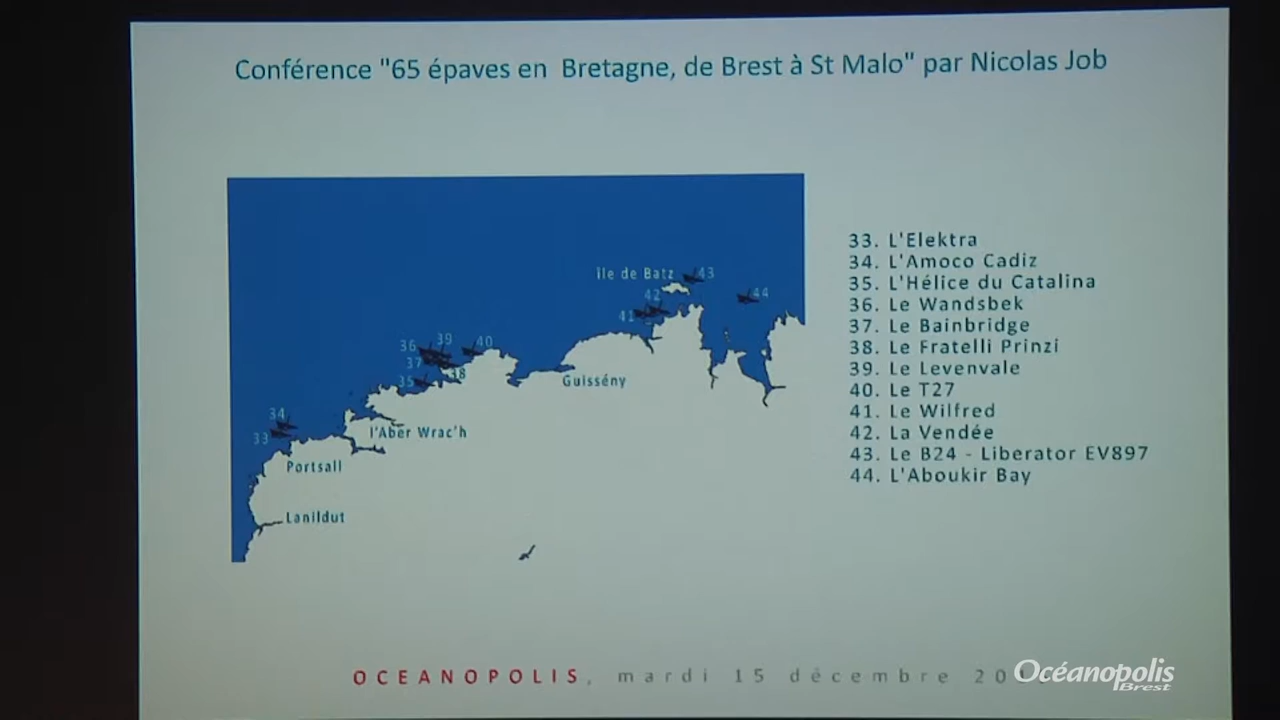 Conférence "65 épaves en Bretagne, de Brest à St Malo" par Nicolas Job
île de Batz
43
42
44
41
36
39
40
37
38
35
34
33
Guissény
l'Aber Wrac'h
Portsall
Lanildut
33. L'Elektra
34. L'Amoco Cadiz
35. L'Hélice du Catalina
36. Le Wandsbek
37. Le Bainbridge
38. Le Fratelli Prinzi
39. Le Levenvale
40. Le T27
41. Le Wilfred
42. La Vendée
43. Le B24 - Liberator EV897
44. L'Aboukir Bay
OCEANOPOLIS, mardi 15 décembre
Océanopolis
Brest